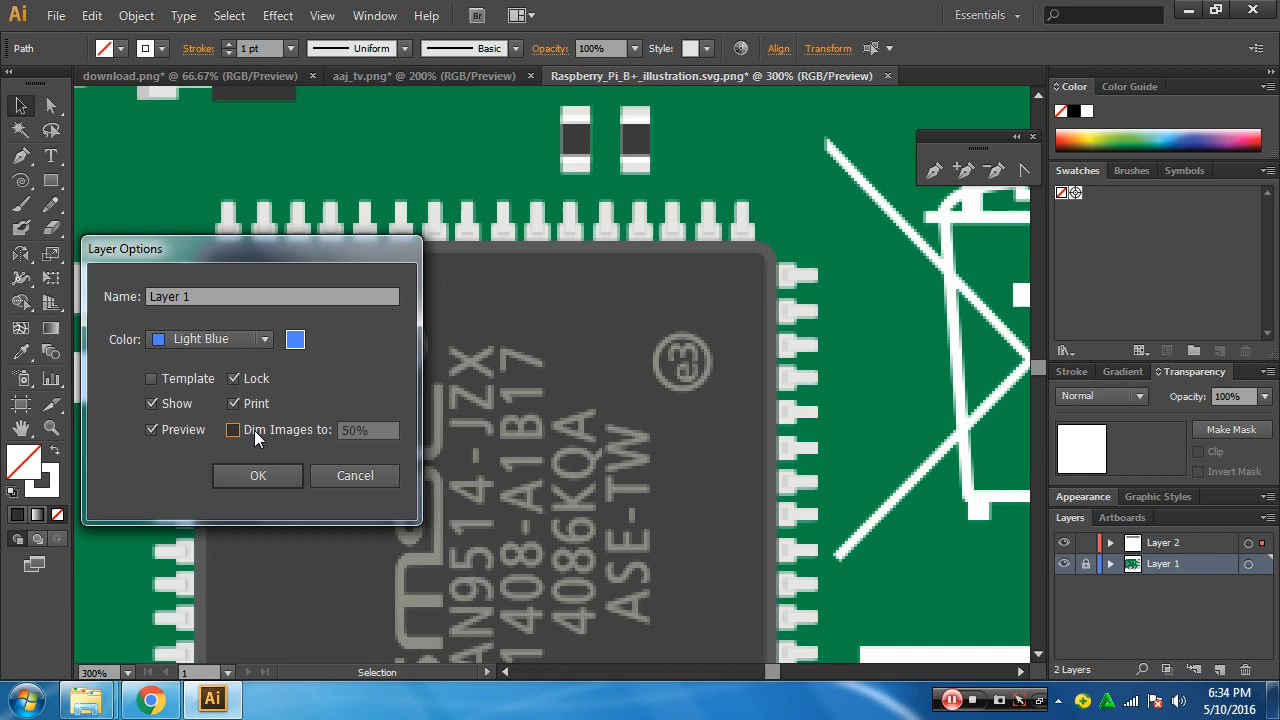 Ai File Edit Object Type Select Effect View Window Help Br Essentials
Path Stroke: 1 pt Uniform Basic Opacity: 100% Style: Align Transform
download.png* @ 66.67% (RGB/Preview) aaj_tv.png* @ 200% (RGB/Preview) Raspberry_Pi_B+_illustration.svg.png* @ 300% (RGB/Preview)
Color Color Guide
Swatches Brushes Symbols
Layer Options
Name: Layer 1
Color: Light Blue
Template Lock
Show Print
Preview Dim Images to: 50%
OK Cancel
AN9514-JZX
1408-A1B17
4086KQA
ASE-TW
e3
Stroke Gradient Transparency
Normal Opacity: 100%
Make Mask
Clip
Invert Mask
Appearance Graphic Styles
Layers Artboards
Layer 2
Layer 1
2 Layers
300% 1 Selection
Ai
6:34 PM
5/10/2016